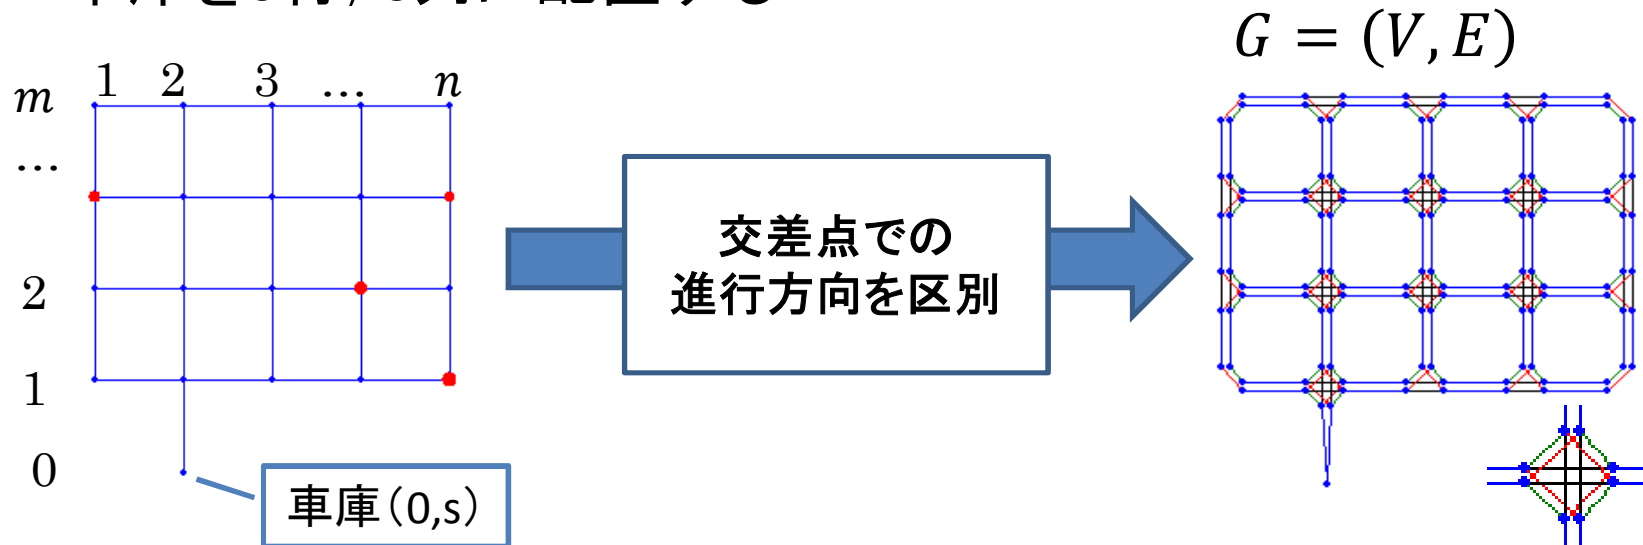 G = (V, E)
1 2 3 ... n
m
...
2
1
0
交差点での
進行方向を区別
車庫(0,s)